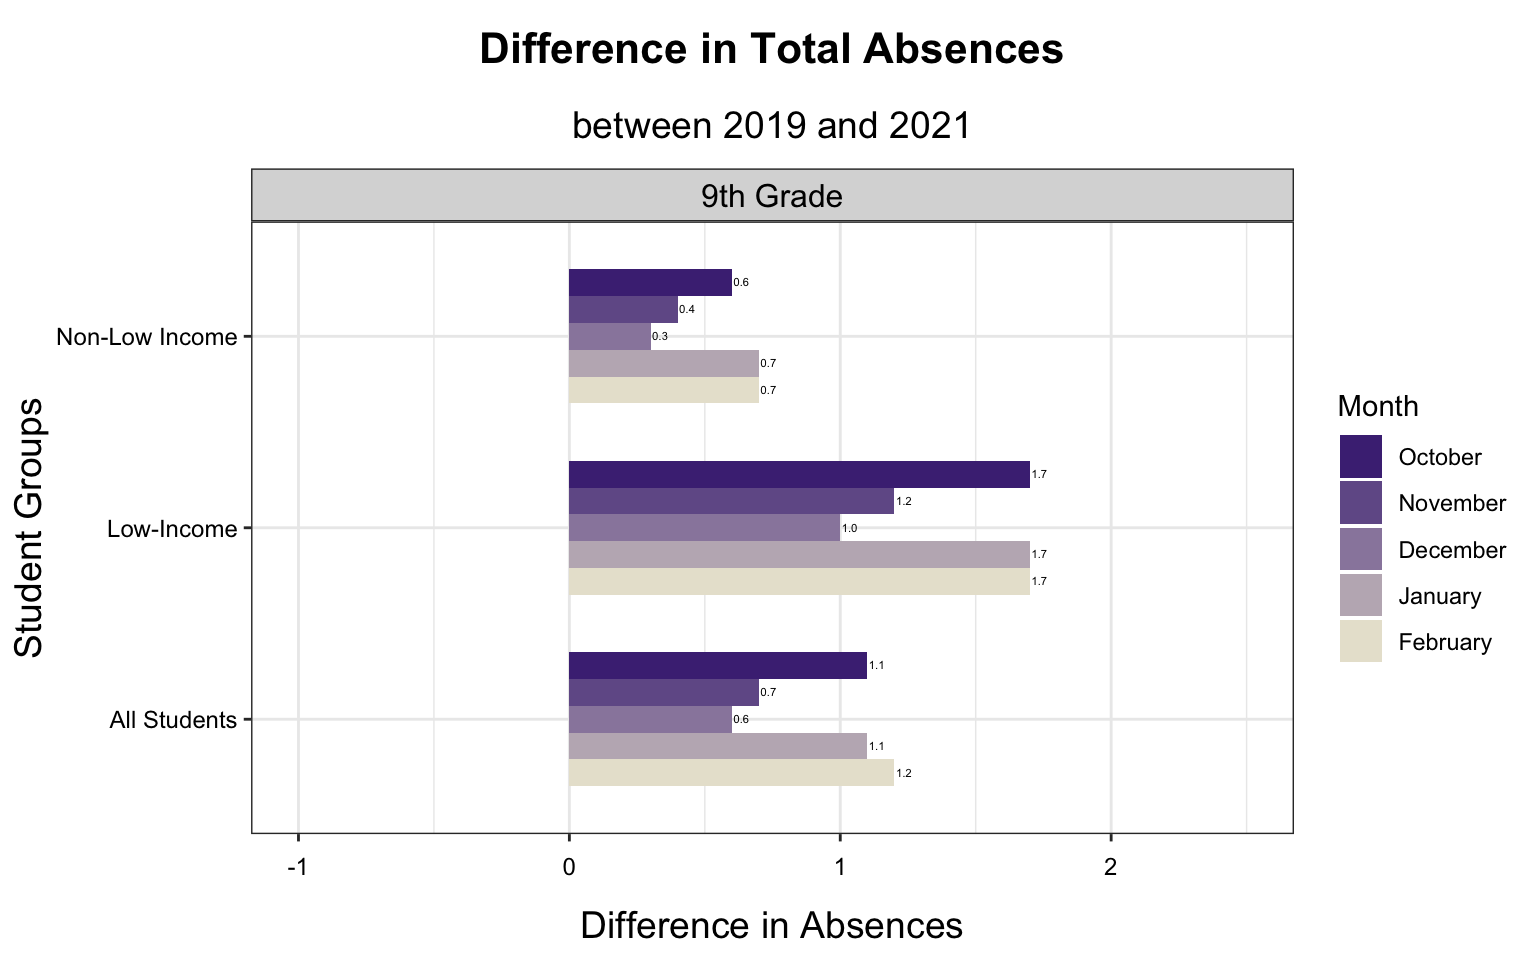 Difference in Total Absences
between 2019 and 2021
9th Grade
Student Groups
Non-Low Income
0.6
0.4
0.3
0.7
0.7
Low-Income
1.7
1.2
1.0
1.7
1.7
All Students
1.1
0.7
0.6
1.1
1.2
-1 0 1 2
Difference in Absences
Month
October
November
December
January
February